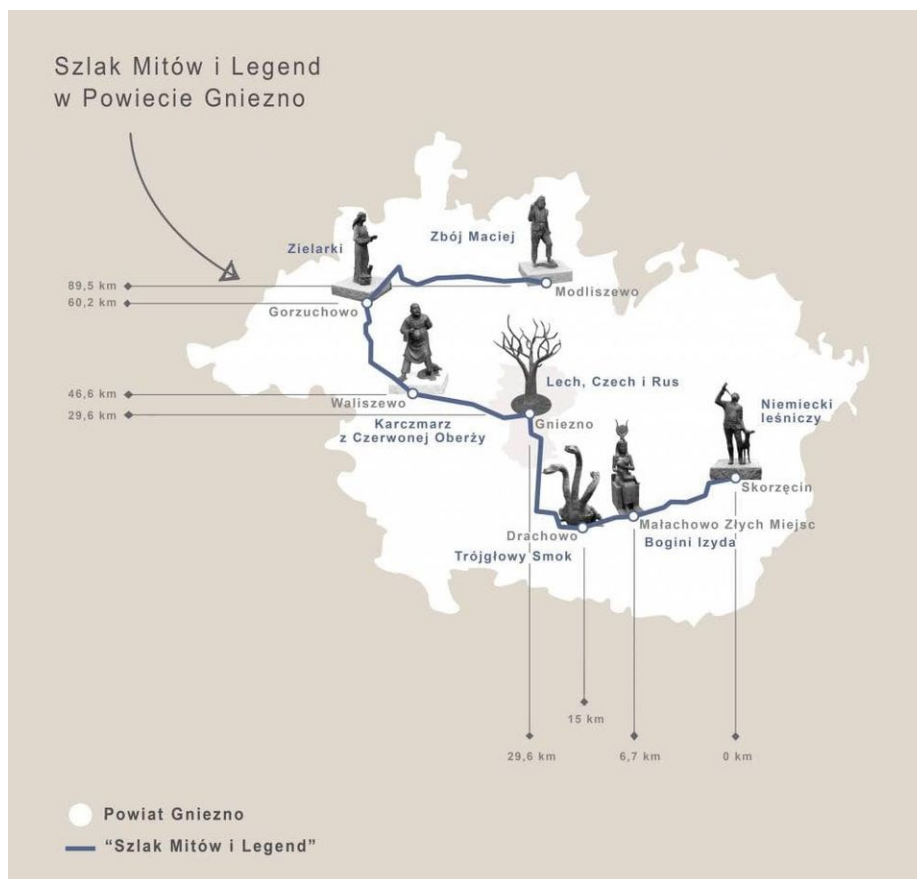 Szlak Mitów i Legend
w Powiecie Gniezno
Zielarki
Zbój Maciej
89,5 km
60,2 km
Gorzuchowo
Modliszewo
Lech, Czech i Rus
46,6 km
29,6 km
Waliszewo
Karczmarz
z Czerwonej Oberży
Gniezno
Niemiecki
leśniczy
Skorzęcin
Drachowo
Małachowo Złych Miejsc
Trójgłowy Smok
Bogini Izyda
15 km
29,6 km
6,7 km
0 km
Powiat Gniezno
“Szlak Mitów i Legend”